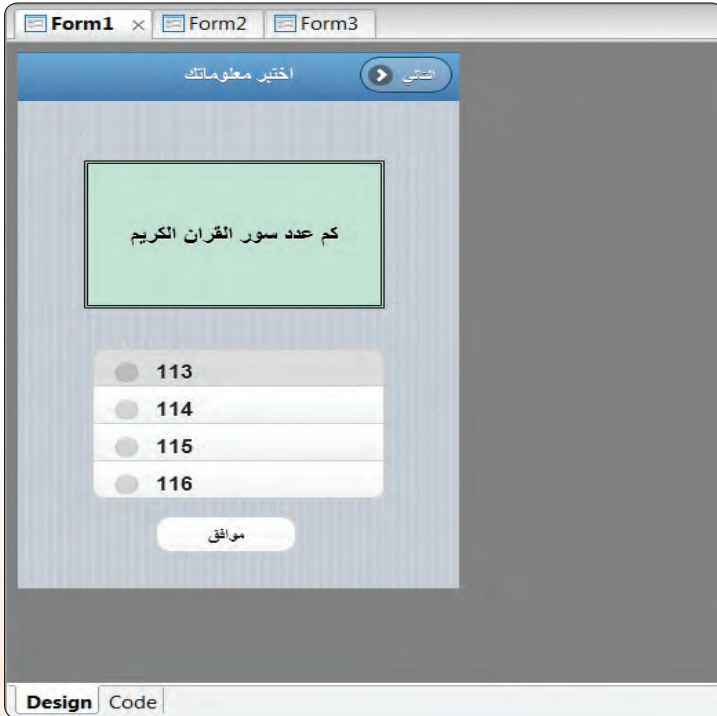 Form1 Form2 Form3
اختبر معلوماتك
التالي
كم عدد سور القران الكريم
113
114
115
116
موافق
Design Code